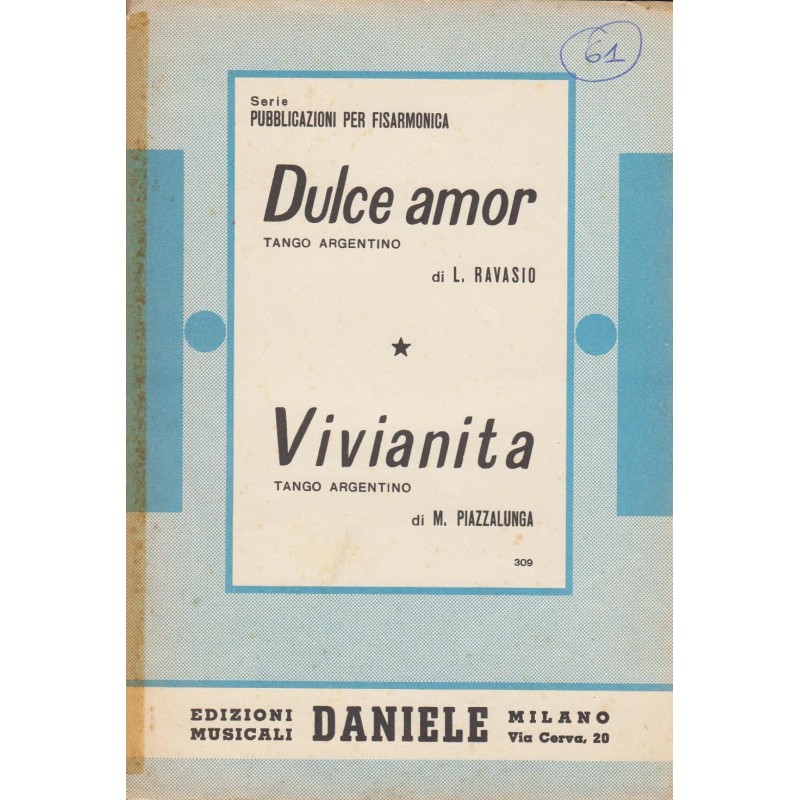 61
Serie
PUBBLICAZIONI PER FISARMONICA
Dulce amor
TANGO ARGENTINO
di L. RAVASIO
Vivianita
TANGO ARGENTINO
di M. PIAZZALUNGA
309
EDIZIONI MUSICALI DANIELE MILANO
Via Cerva, 20